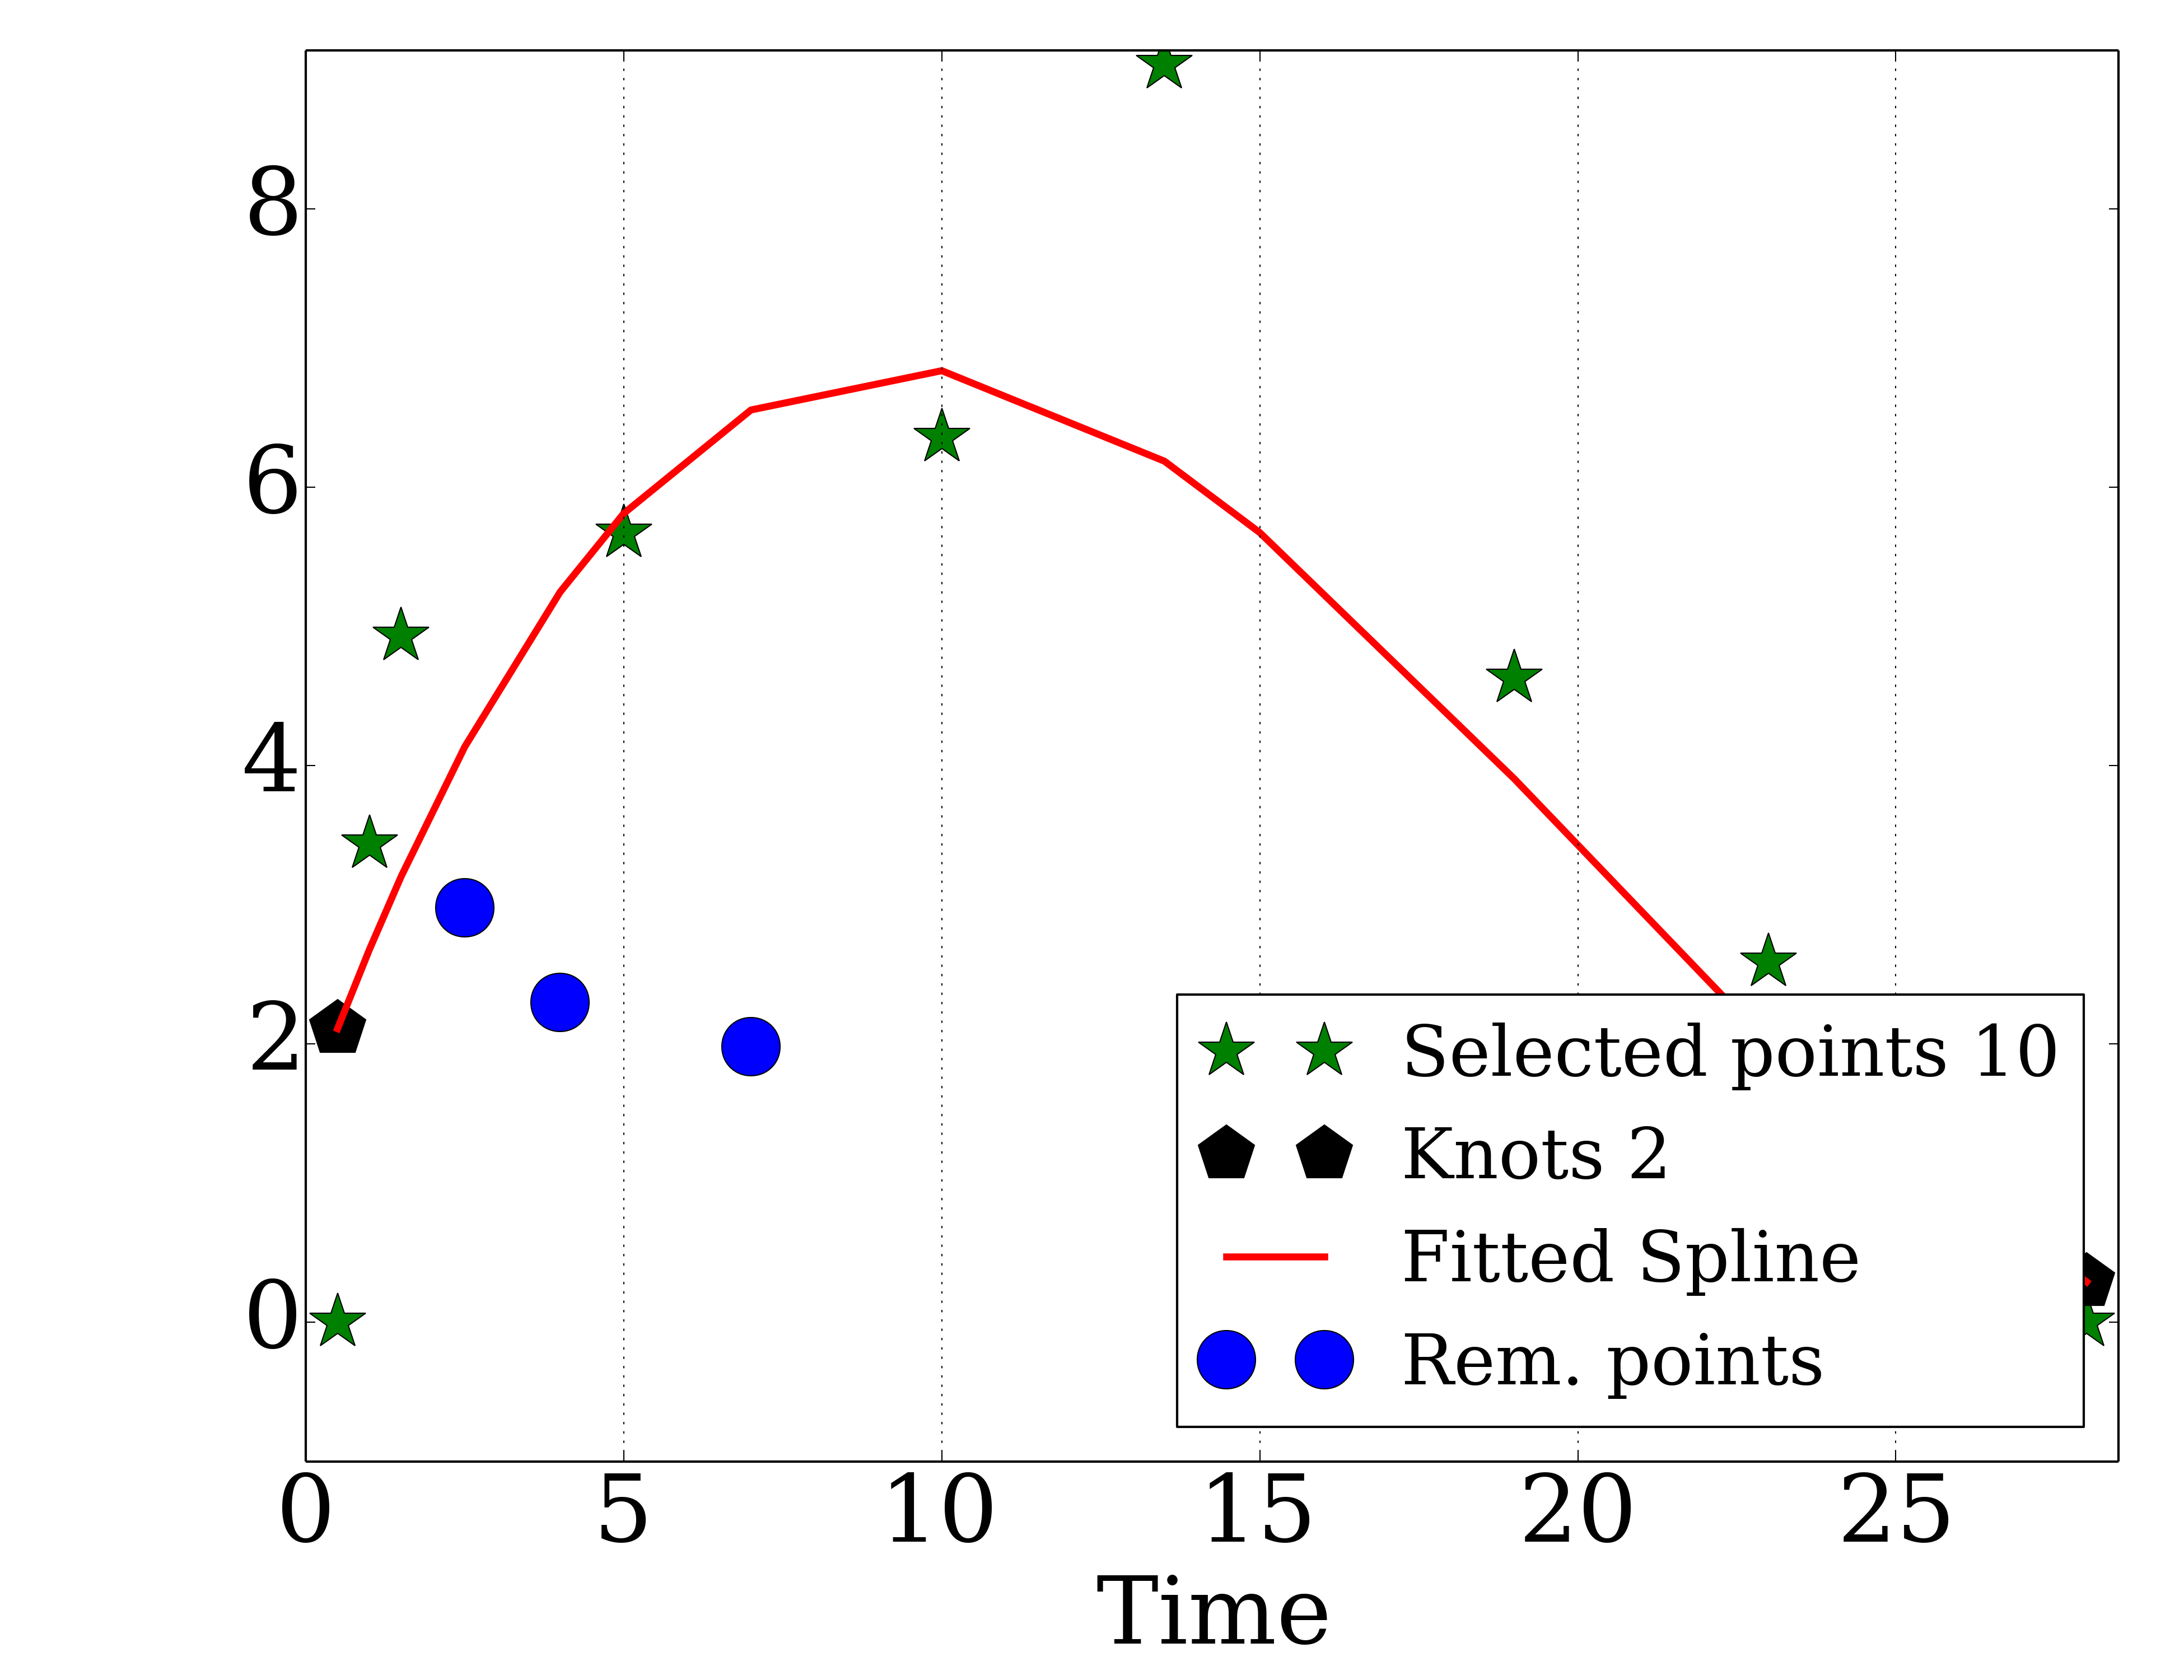 8
6
4
2
0
Selected points 10
Knots 2
Fitted Spline
Rem. points
0 5 10 15 20 25
Time